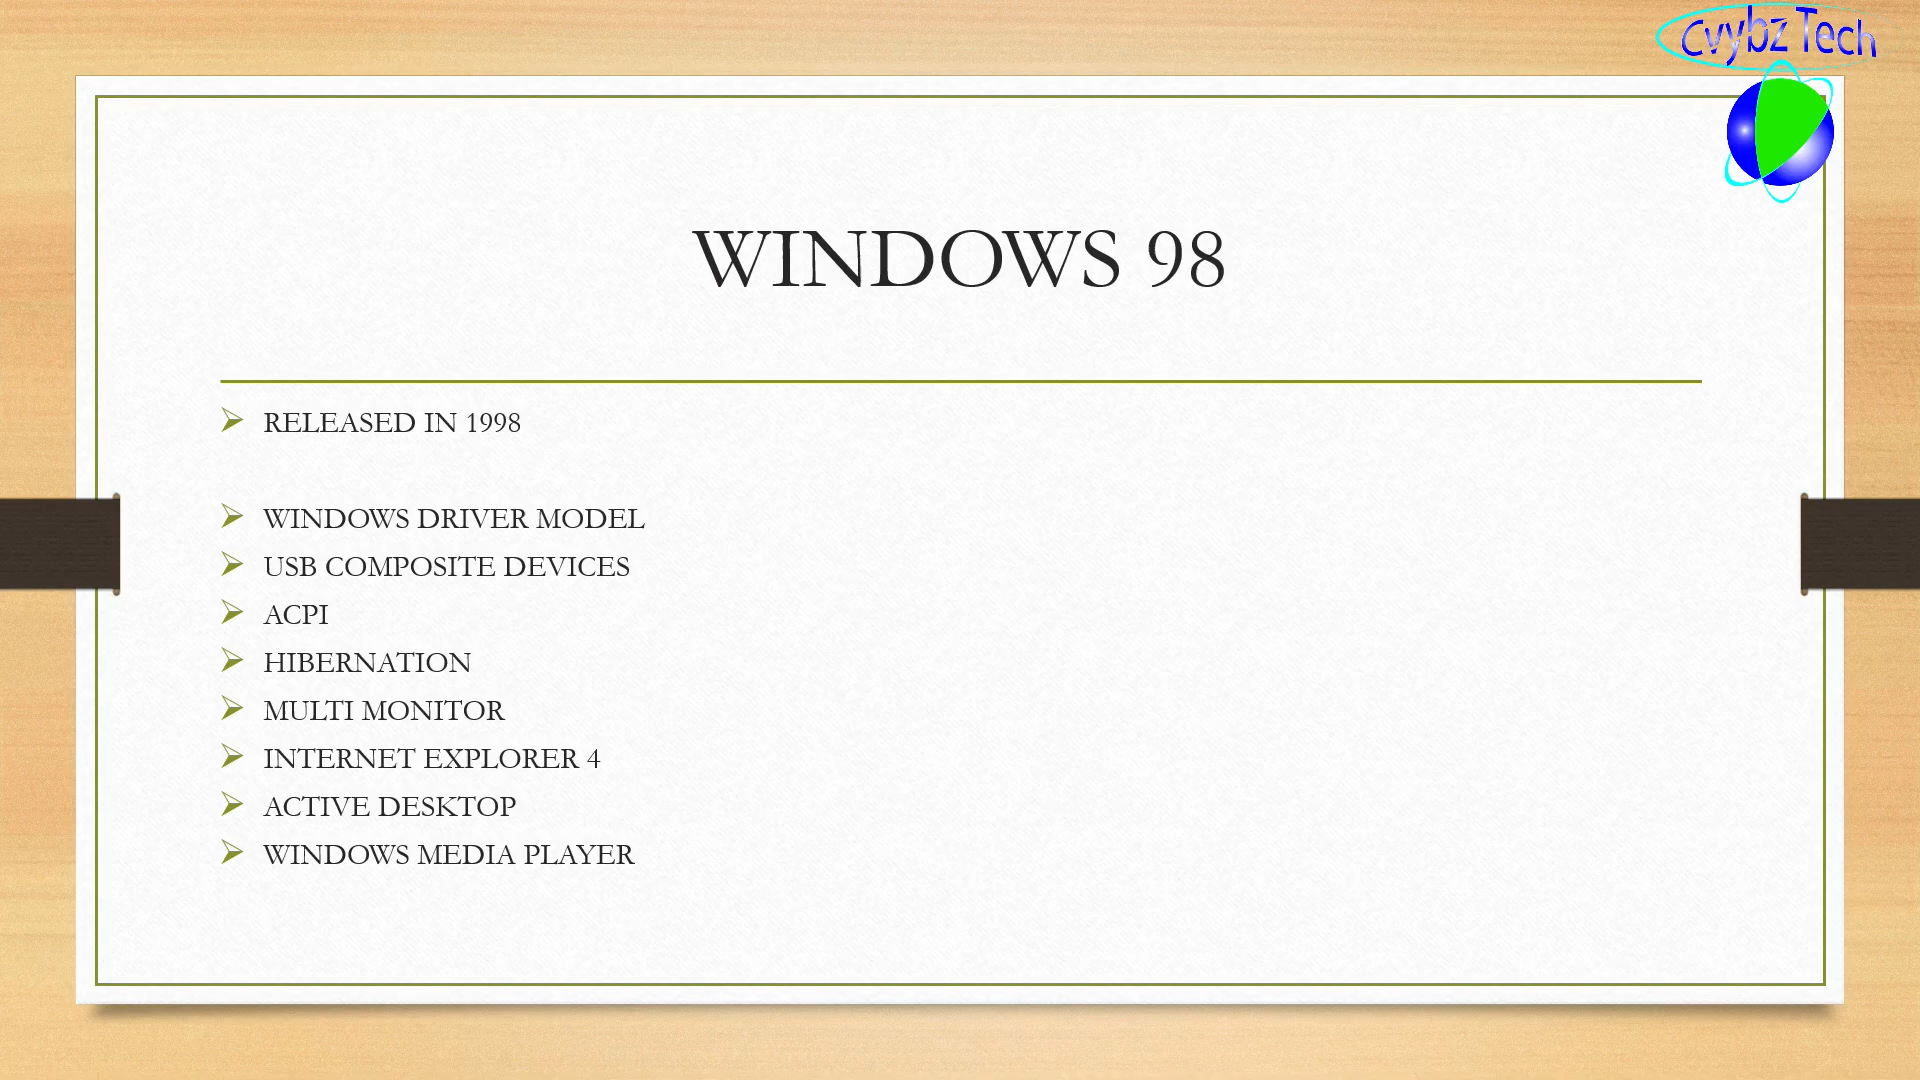 Cvybz Tech
WINDOWS 98
RELEASED IN 1998
WINDOWS DRIVER MODEL
USB COMPOSITE DEVICES
ACPI
HIBERNATION
MULTI MONITOR
INTERNET EXPLORER 4
ACTIVE DESKTOP
WINDOWS MEDIA PLAYER